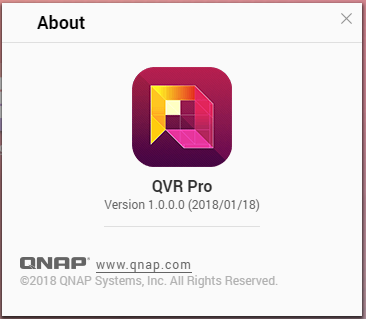 About
QVR Pro
Version 1.0.0.0 (2018/01/18)
QNAP www.qnap.com
©2018 QNAP Systems, Inc. All Rights Reserved.